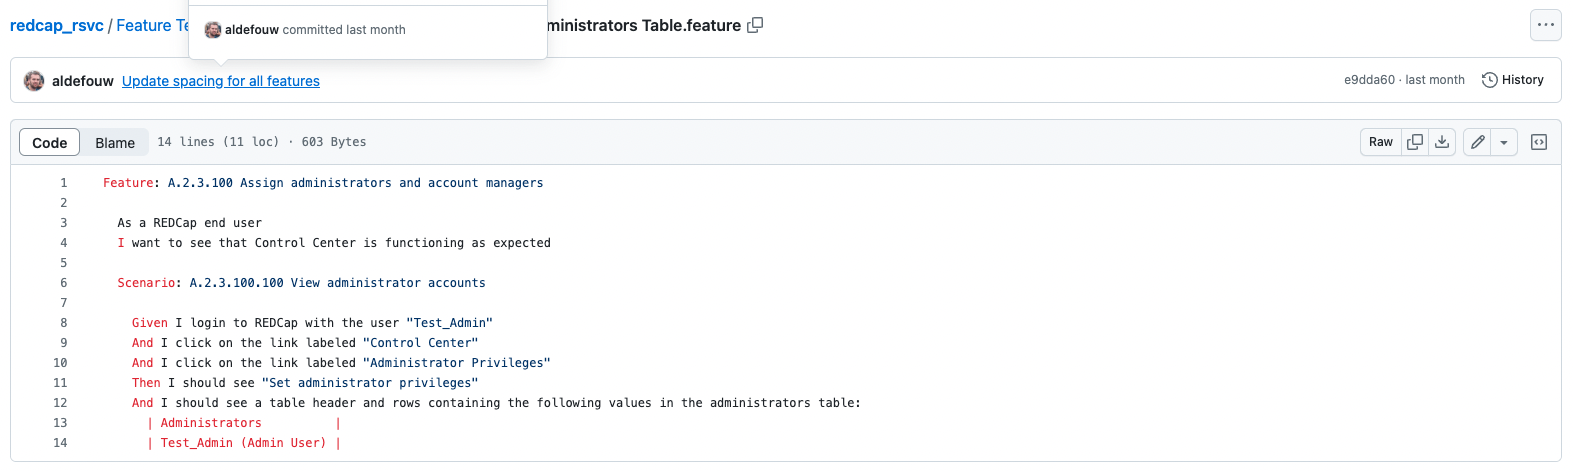 redcap_rsvc / Feature Te
ministrators Table.feature
aldefouw committed last month
aldefouw Update spacing for all features
e9dda60 · last month History
Code Blame 14 lines (11 loc) · 603 Bytes
Raw
1 Feature: A.2.3.100 Assign administrators and account managers
2
3 As a REDCap end user
4 I want to see that Control Center is functioning as expected
5
6 Scenario: A.2.3.100.100 View administrator accounts
7
8 Given I login to REDCap with the user "Test_Admin"
9 And I click on the link labeled "Control Center"
10 And I click on the link labeled "Administrator Privileges"
11 Then I should see "Set administrator privileges"
12 And I should see a table header and rows containing the following values in the administrators table:
13 | Administrators |
14 | Test_Admin (Admin User) |